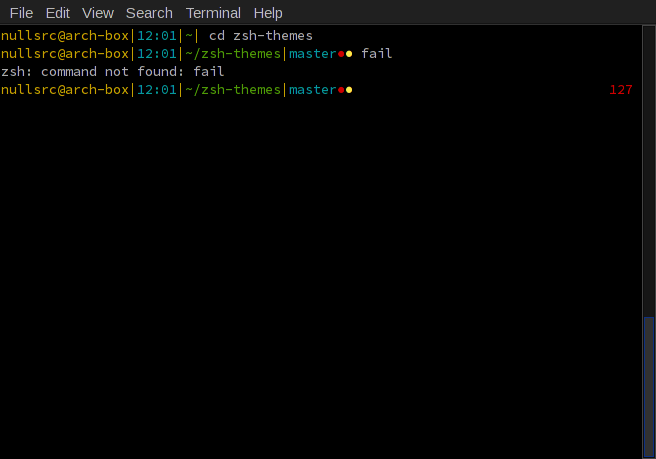 File Edit View Search Terminal Help
nullsrc@arch-box|12:01|~| cd zsh-themes
nullsrc@arch-box|12:01|~/zsh-themes|master●● fail
zsh: command not found: fail
nullsrc@arch-box|12:01|~/zsh-themes|master●● 127